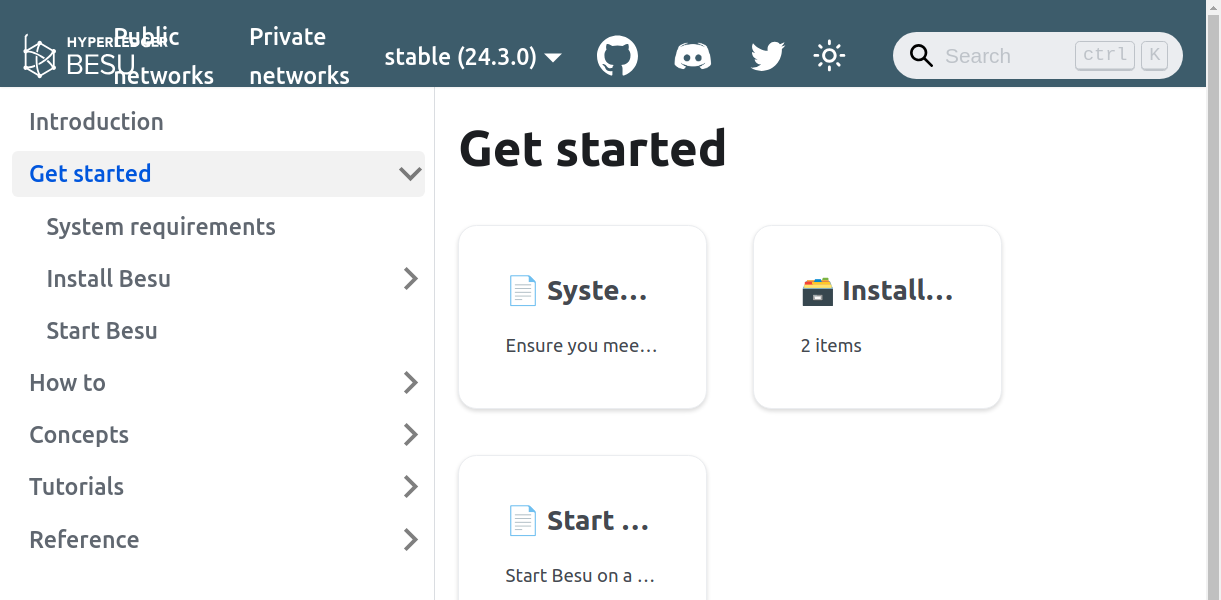 HYPERLEDGER
BESU
Public
networks
Private
networks
stable (24.3.0)
Search
ctrl
K
Introduction
Get started
System requirements
Install Besu
Start Besu
How to
Concepts
Tutorials
Reference
Get started
Syste…
Ensure you mee…
Install…
2 items
Start …
Start Besu on a …